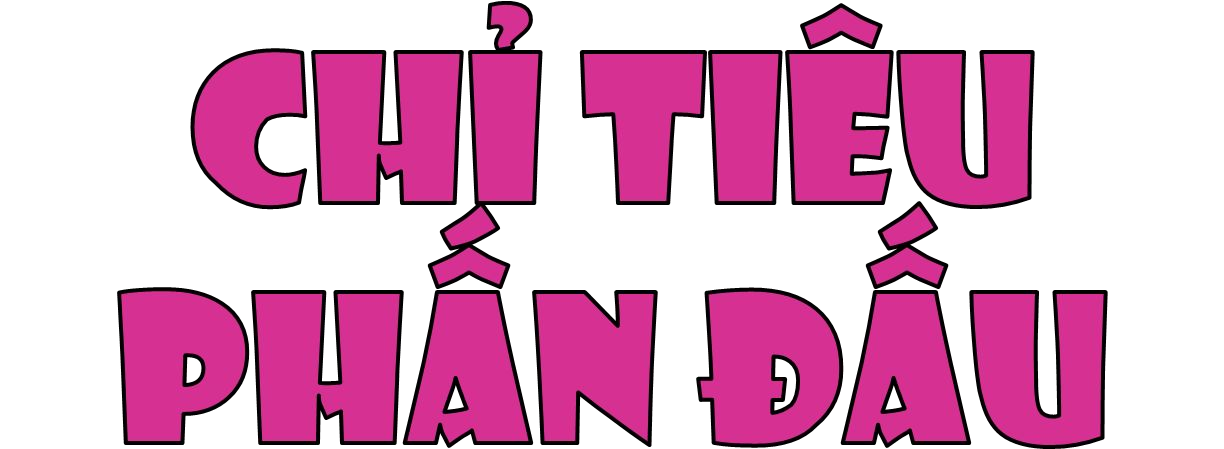 CHỈ TIÊU
PHẤN ĐẤU